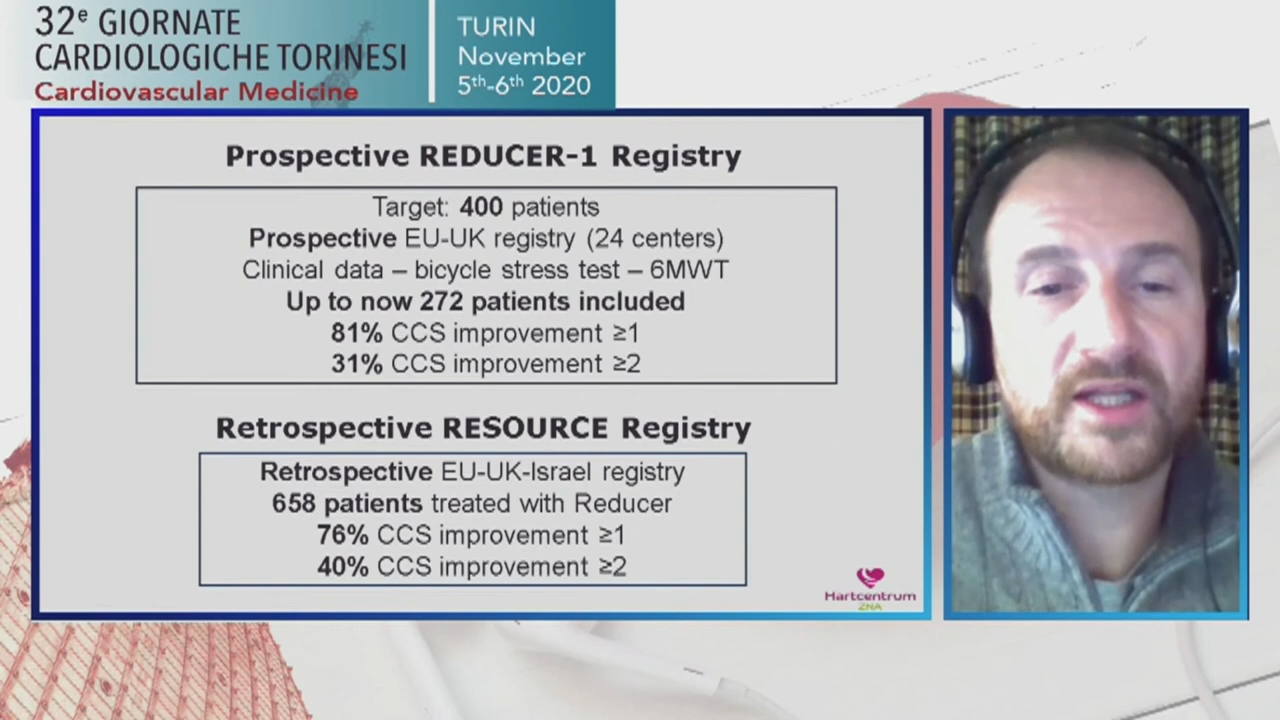 32e GIORNATE
CARDIOLOGICHE TORINESI
Cardiovascular Medicine
TURIN
November
5th-6th 2020
Prospective REDUCER-1 Registry
Target: 400 patients
Prospective EU-UK registry (24 centers)
Clinical data – bicycle stress test – 6MWT
Up to now 272 patients included
81% CCS improvement ≥1
31% CCS improvement ≥2
Retrospective RESOURCE Registry
Retrospective EU-UK-Israel registry
658 patients treated with Reducer
76% CCS improvement ≥1
40% CCS improvement ≥2
Hartcentrum
ZNA